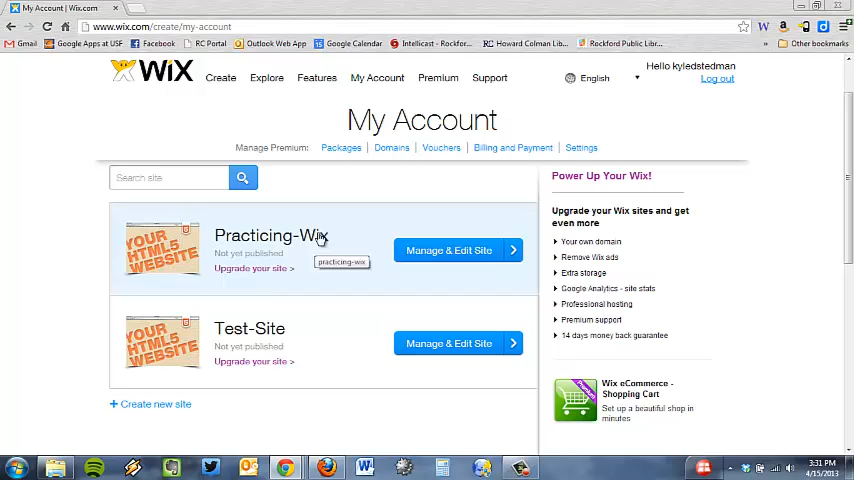 My Account | Wix.com
www.wix.com/create/my-account
Gmail Google Apps at USF Facebook RC Portal Outlook Web App Google Calendar Intellicast - Rockfor... Howard Colman Library... Rockford Public Libr... » Other bookmarks
WiX Create Explore Features My Account Premium Support English Hello kyledstedman
Log out
My Account
Manage Premium: Packages | Domains | Vouchers | Billing and Payment | Settings
Search site
Power Up Your Wix!
Upgrade your Wix sites and get
even more
Your own domain
Remove Wix ads
Extra storage
Google Analytics - site stats
Professional hosting
Premium support
14 days money back guarantee
YOUR HTML5 WEBSITE
Practicing-Wix
Not yet published
Upgrade your site >
practicing-wix
Manage & Edit Site
YOUR HTML5 WEBSITE
Test-Site
Not yet published
Upgrade your site >
Manage & Edit Site
+ Create new site
Premium
Wix eCommerce -
Shopping Cart
Set up a beautiful shop in
minutes
3:31 PM
4/15/2013